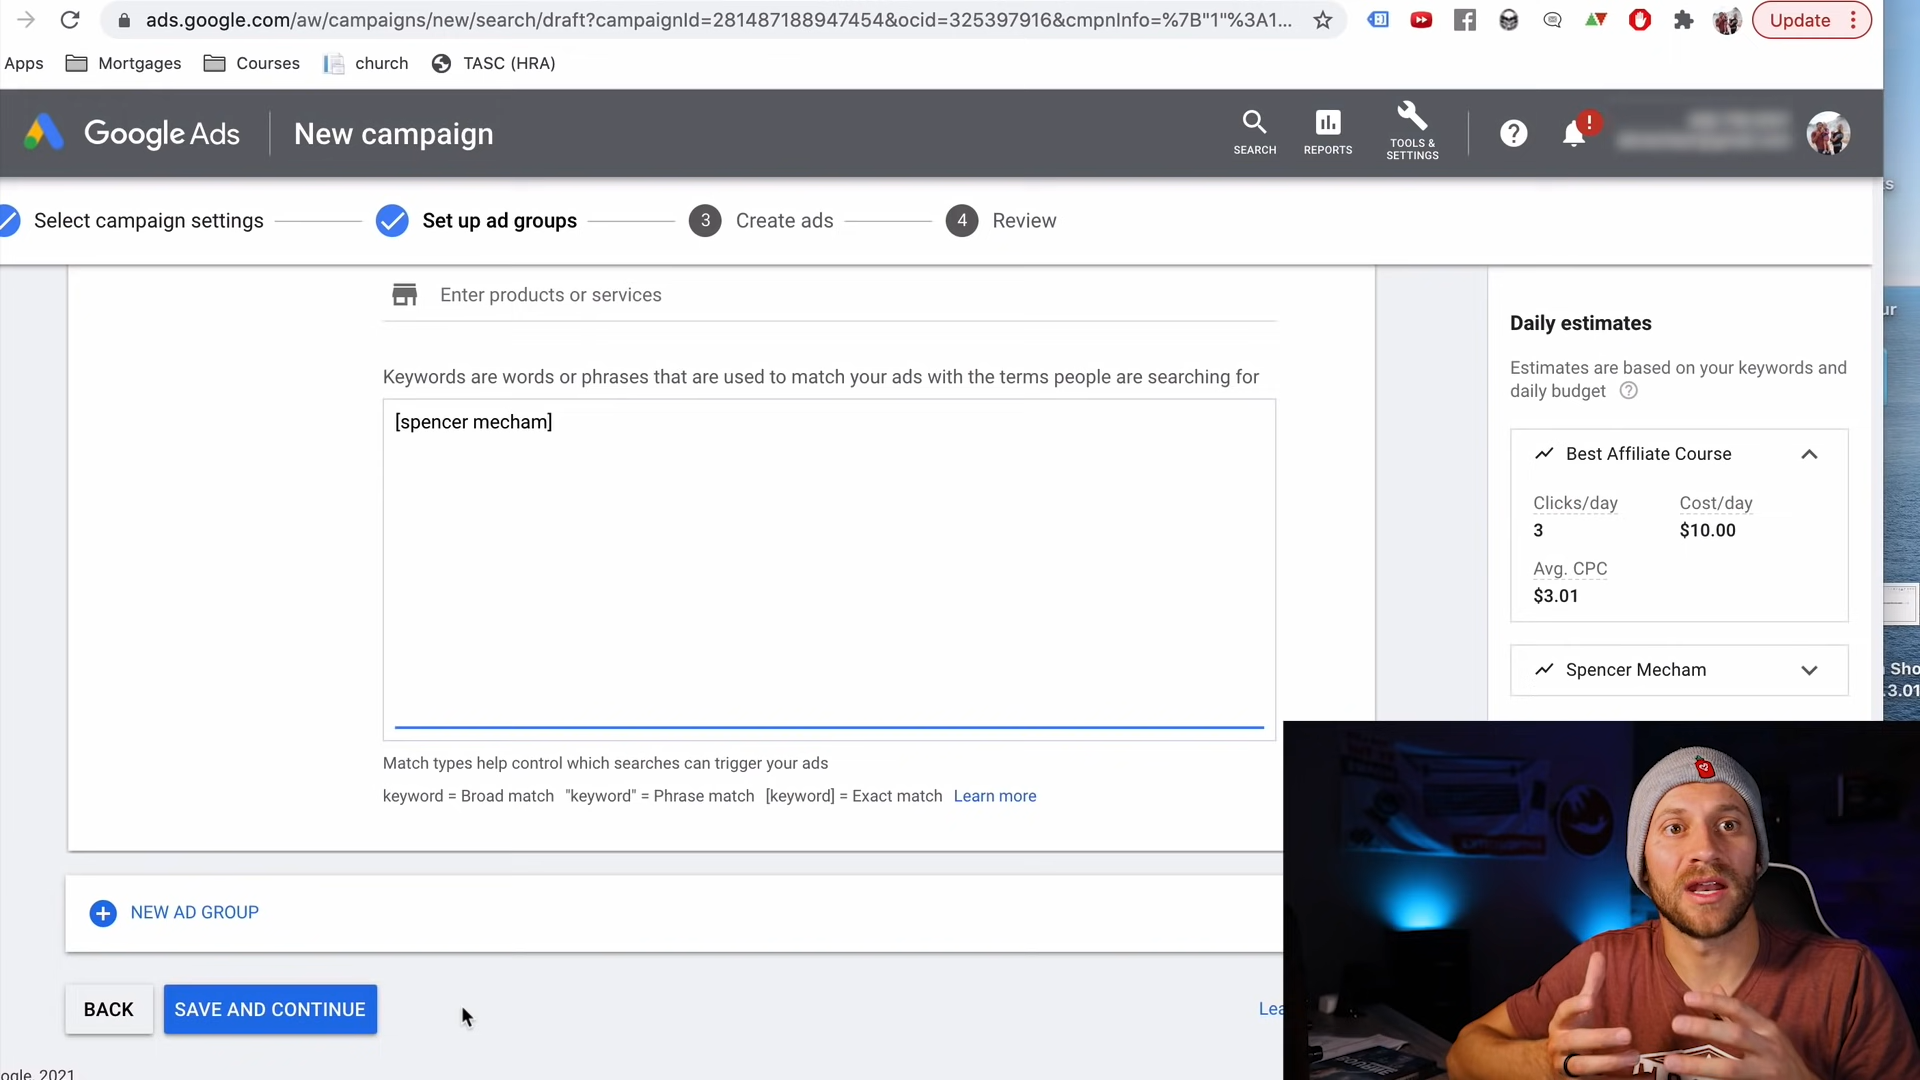 ads.google.com/aw/campaigns/new/search/draft?campaignId=281487188947454&ocid=325397916&cmpnInfo=%7B"1"%3A1...
Update
Apps
Mortgages
Courses
church
TASC (HRA)
Google Ads
New campaign
SEARCH
REPORTS
TOOLS &
SETTINGS
Select campaign settings
Set up ad groups
3
Create ads
4
Review
Enter products or services
Keywords are words or phrases that are used to match your ads with the terms people are searching for
[spencer mecham]
Match types help control which searches can trigger your ads
keyword = Broad match "keyword" = Phrase match [keyword] = Exact match Learn more
NEW AD GROUP
BACK
SAVE AND CONTINUE
Lea
ogle, 2021
Daily estimates
Estimates are based on your keywords and
daily budget
Best Affiliate Course
Clicks/day
Cost/day
3
$10.00
Avg. CPC
$3.01
Spencer Mecham
Sho
3.01